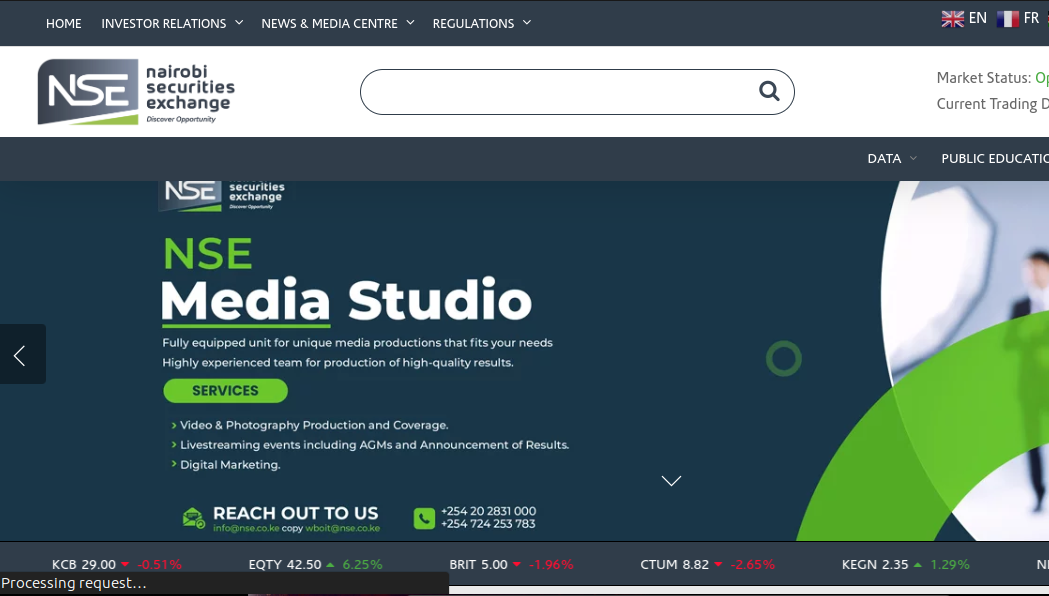 HOME INVESTOR RELATIONS NEWS & MEDIA CENTRE REGULATIONS EN FR
NSE nairobi
securities
exchange
Discover Opportunity
Market Status:
Current Trading
DATA PUBLIC
NSE securities
exchange
Discover Opportunity
NSE
Media Studio
Fully equipped unit for unique media productions that fits your needs
Highly experienced team for production of high-quality results.
SERVICES
Video & Photography Production and Coverage.
Livestreaming events including AGMs and Announcement of Results.
Digital Marketing.
REACH OUT TO US
info@nse.co.ke copy wboit@nse.co.ke
+254 20 2831 000
+254 724 253 783
KCB 29.00 -0.51% EQTY 42.50 6.25% BRIT 5.00 -1.96% CTUM 8.82 -2.65% KEGN 2.35 1.29%
Processing request...